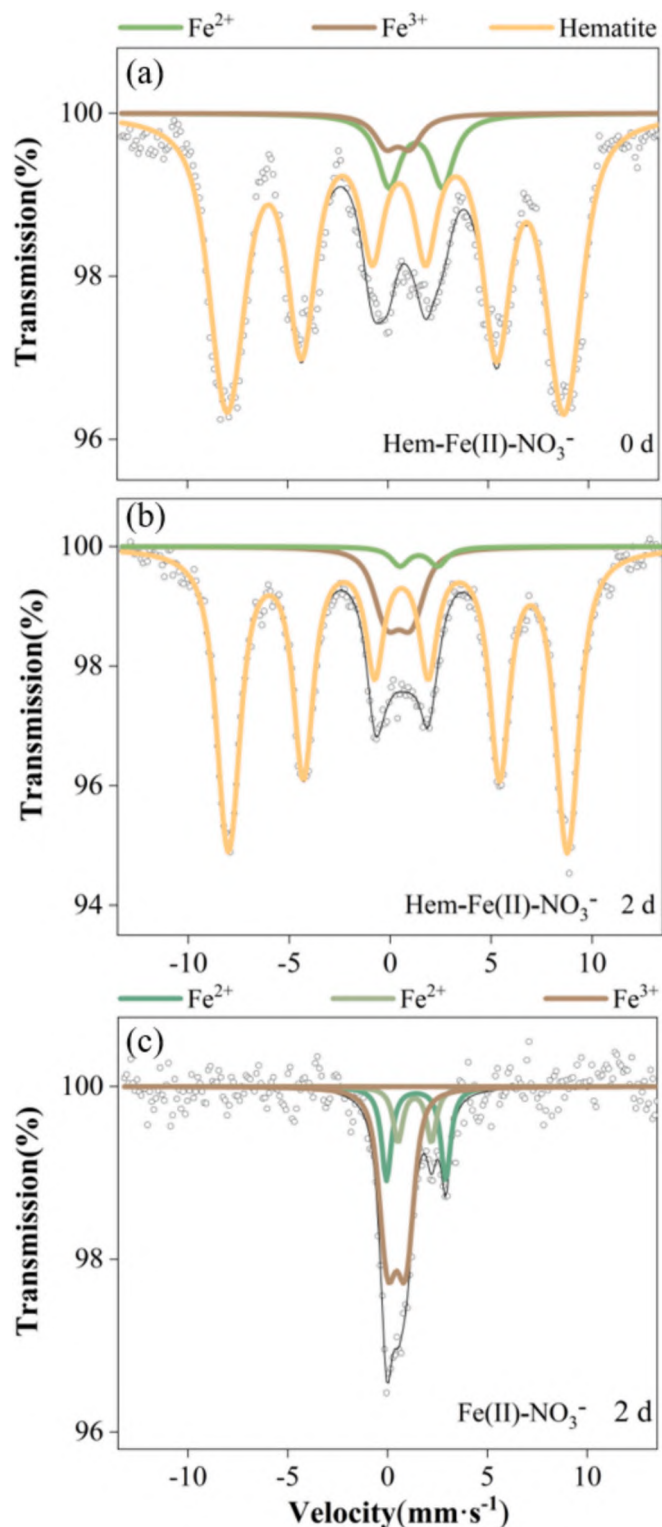 Fe²⁺ Fe³⁺ Hematite
(a)
100
98
96
Transmission(%)
Hem-Fe(II)-NO₃⁻ 0 d
(b)
100
98
96
94
Transmission(%)
Hem-Fe(II)-NO₃⁻ 2 d
-10 -5 0 5 10
Fe²⁺ Fe²⁺ Fe³⁺
(c)
100
98
96
Transmission(%)
Fe(II)-NO₃⁻ 2 d
-10 -5 0 5 10
Velocity(mm·s⁻¹)